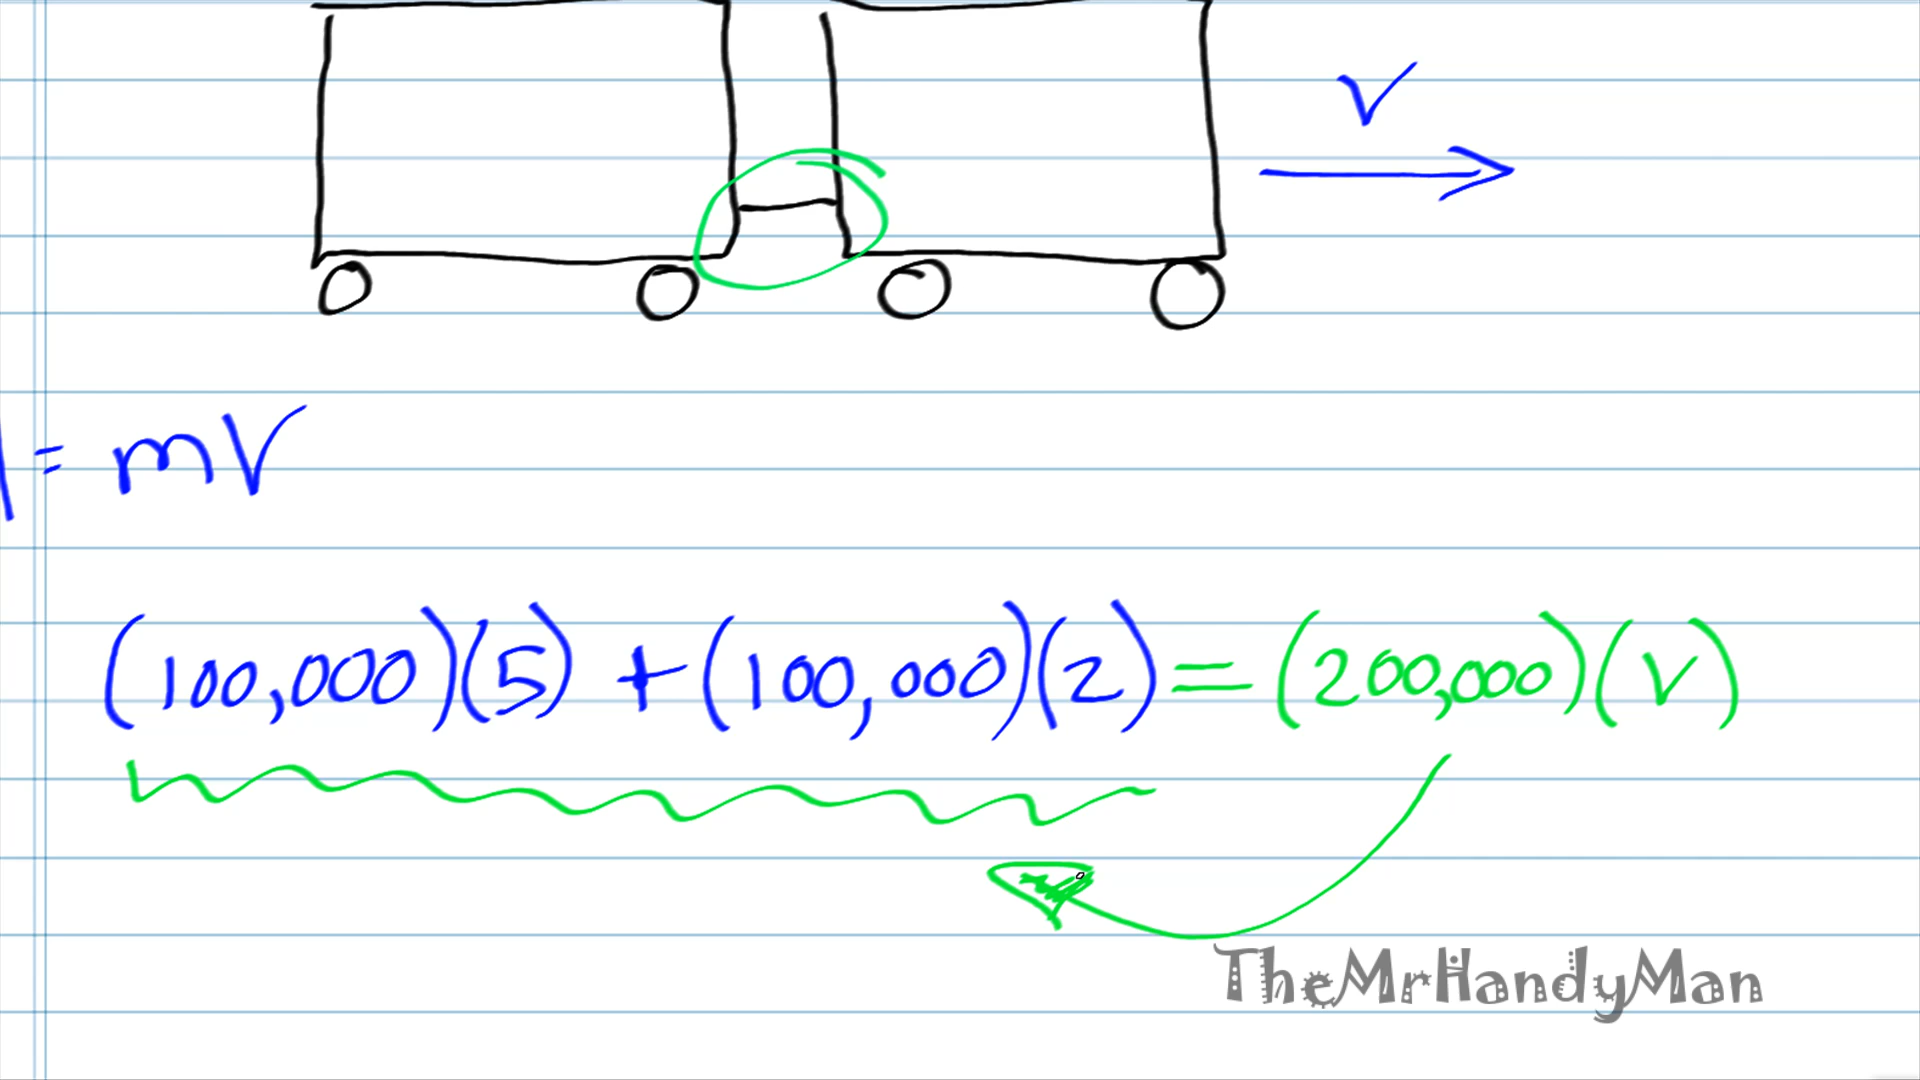 V
= mV
(100,000)(5) + (100,000)(2) = (200,000)(V)
TheMrHandyMan